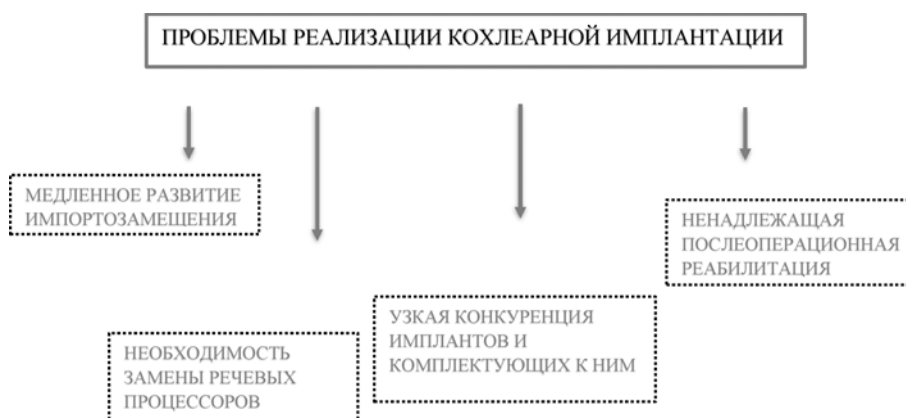 ПРОБЛЕМЫ РЕАЛИЗАЦИИ КОХЛЕАРНОЙ ИМПЛАНТАЦИИ
МЕДЛЕННОЕ РАЗВИТИЕ
ИМПОРТОЗАМЕЩЕНИЯ
НЕОБХОДИМОСТЬ
ЗАМЕНЫ РЕЧЕВЫХ
ПРОЦЕССОРОВ
УЗКАЯ КОНКУРЕНЦИЯ
ИМПЛАНТОВ И
КОМПЛЕКТУЮЩИХ К НИМ
НЕНАДЛЕЖАЩАЯ
ПОСЛЕОПЕРАЦИОННАЯ
РЕАБИЛИТАЦИЯ